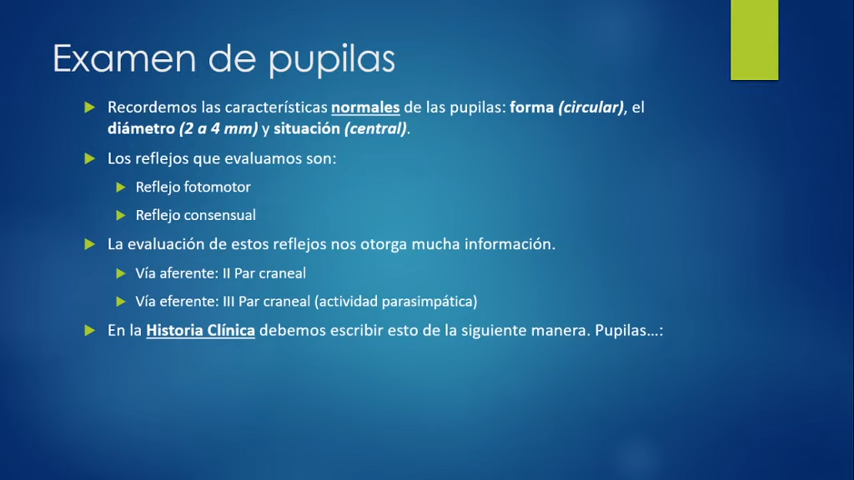 Examen de pupilas
Recordemos las características normales de las pupilas: forma (circular), el
diámetro (2 a 4 mm) y situación (central).
Los reflejos que evaluamos son:
Reflejo fotomotor
Reflejo consensual
La evaluación de estos reflejos nos otorga mucha información.
Vía aferente: II Par craneal
Vía eferente: III Par craneal (actividad parasimpática)
En la Historia Clínica debemos escribir esto de la siguiente manera. Pupilas...: